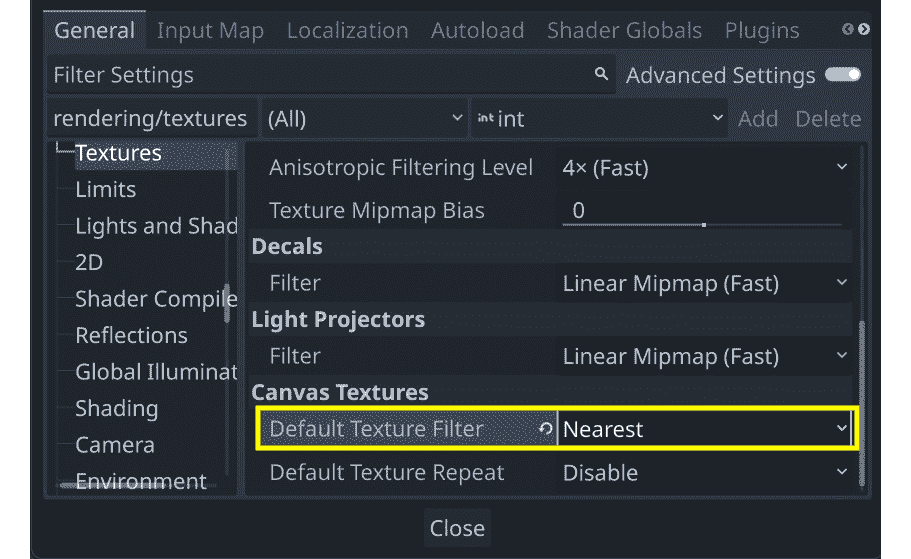 General Input Map Localization Autoload Shader Globals Plugins
Filter Settings Advanced Settings
rendering/textures (All) int int Add Delete
Textures
Limits
Lights and Shad
2D
Shader Compile
Reflections
Global Illuminat
Shading
Camera
Environment
Anisotropic Filtering Level 4× (Fast)
Texture Mipmap Bias 0
Decals
Filter Linear Mipmap (Fast)
Light Projectors
Filter Linear Mipmap (Fast)
Canvas Textures
Default Texture Filter Nearest
Default Texture Repeat Disable
Close